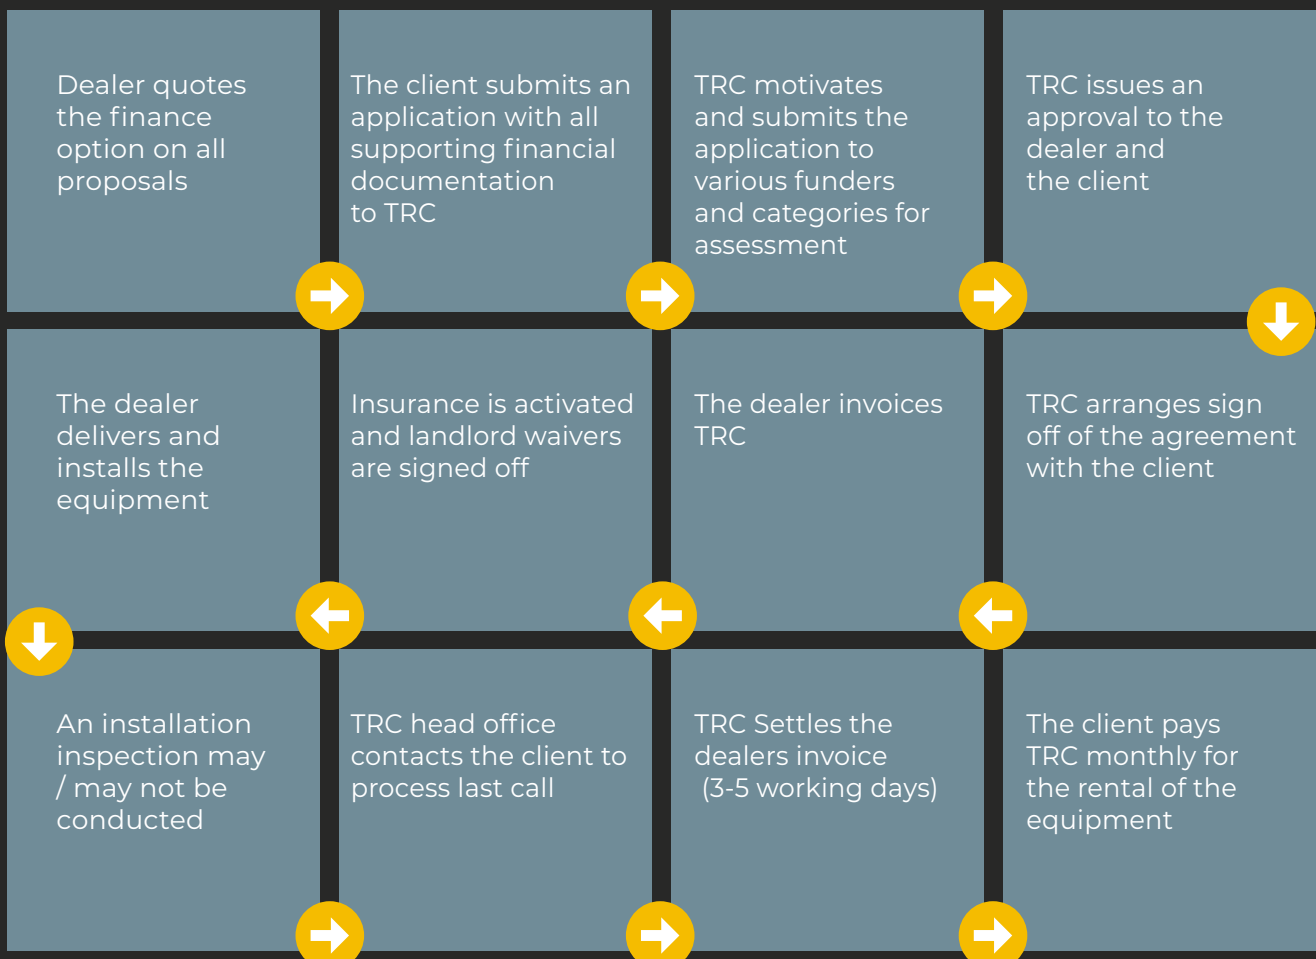 Dealer quotes
the finance
option on all
proposals
The client submits an
application with all
supporting financial
documentation
to TRC
TRC motivates
and submits the
application to
various funders
and categories for
assessment
TRC issues an
approval to the
dealer and
the client
TRC arranges sign
off of the agreement
with the client
The dealer invoices
TRC
Insurance is activated
and landlord waivers
are signed off
The dealer
delivers and
installs the
equipment
An installation
inspection may
/ may not be
conducted
TRC head office
contacts the client to
process last call
TRC Settles the
dealers invoice
(3-5 working days)
The client pays
TRC monthly for
the rental of the
equipment